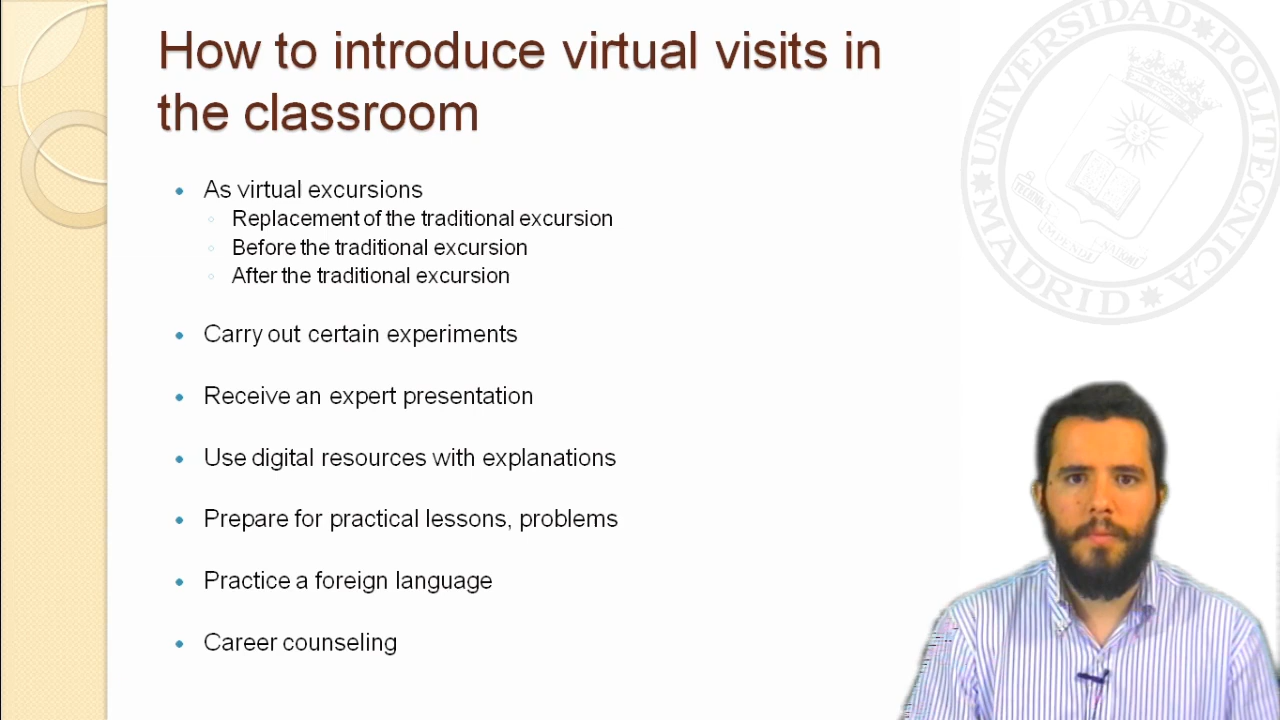 How to introduce virtual visits in
the classroom
As virtual excursions
Replacement of the traditional excursion
Before the traditional excursion
After the traditional excursion
Carry out certain experiments
Receive an expert presentation
Use digital resources with explanations
Prepare for practical lessons, problems
Practice a foreign language
Career counseling
UNIVERSIDAD POLITECNICA
MADRID